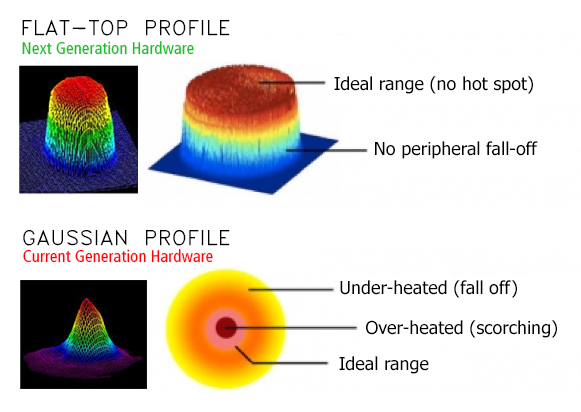 FLAT-TOP PROFILE
Next Generation Hardware
Ideal range (no hot spot)
No peripheral fall-off
GAUSSIAN PROFILE
Current Generation Hardware
Under-heated (fall off)
Over-heated (scorching)
Ideal range